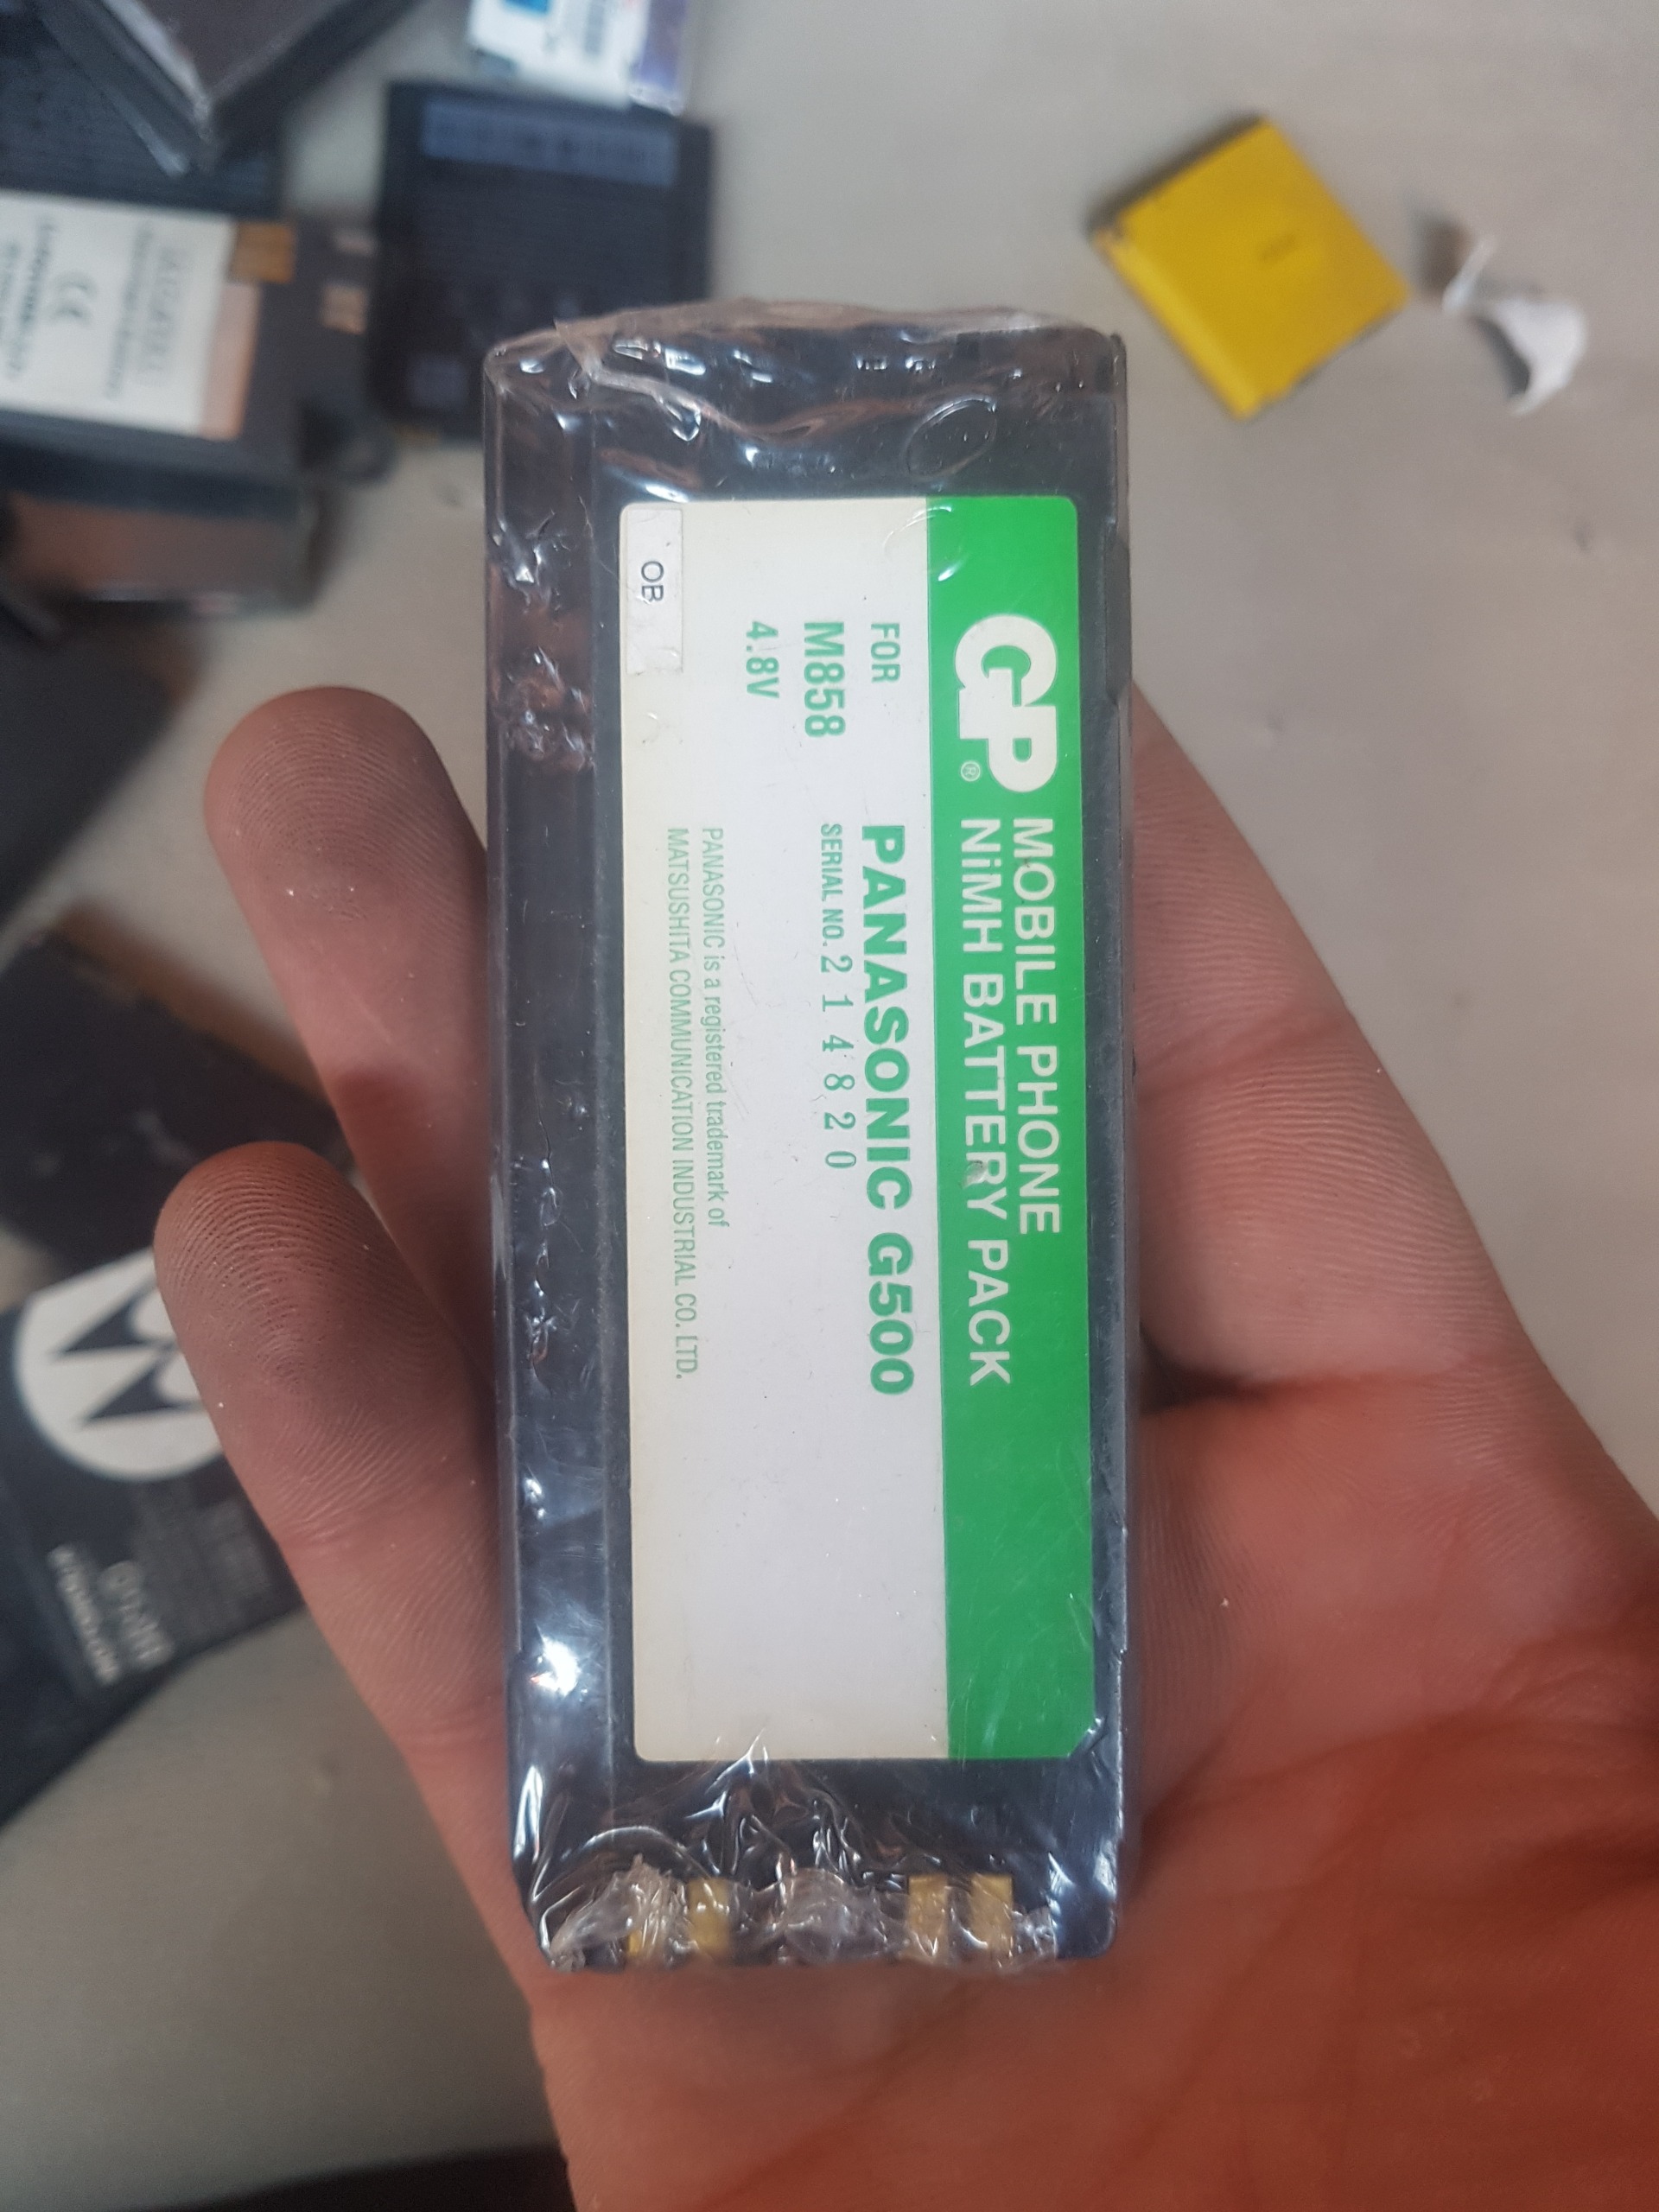 GP®
MOBILE PHONE
NiMH BATTERY PACK
FOR
PANASONIC G500
M858
SERIAL NO. 214820
4.8V
PANASONIC is a registered trademark of
MATSUSHITA COMMUNICATION INDUSTRIAL CO. LTD.
OB
CE